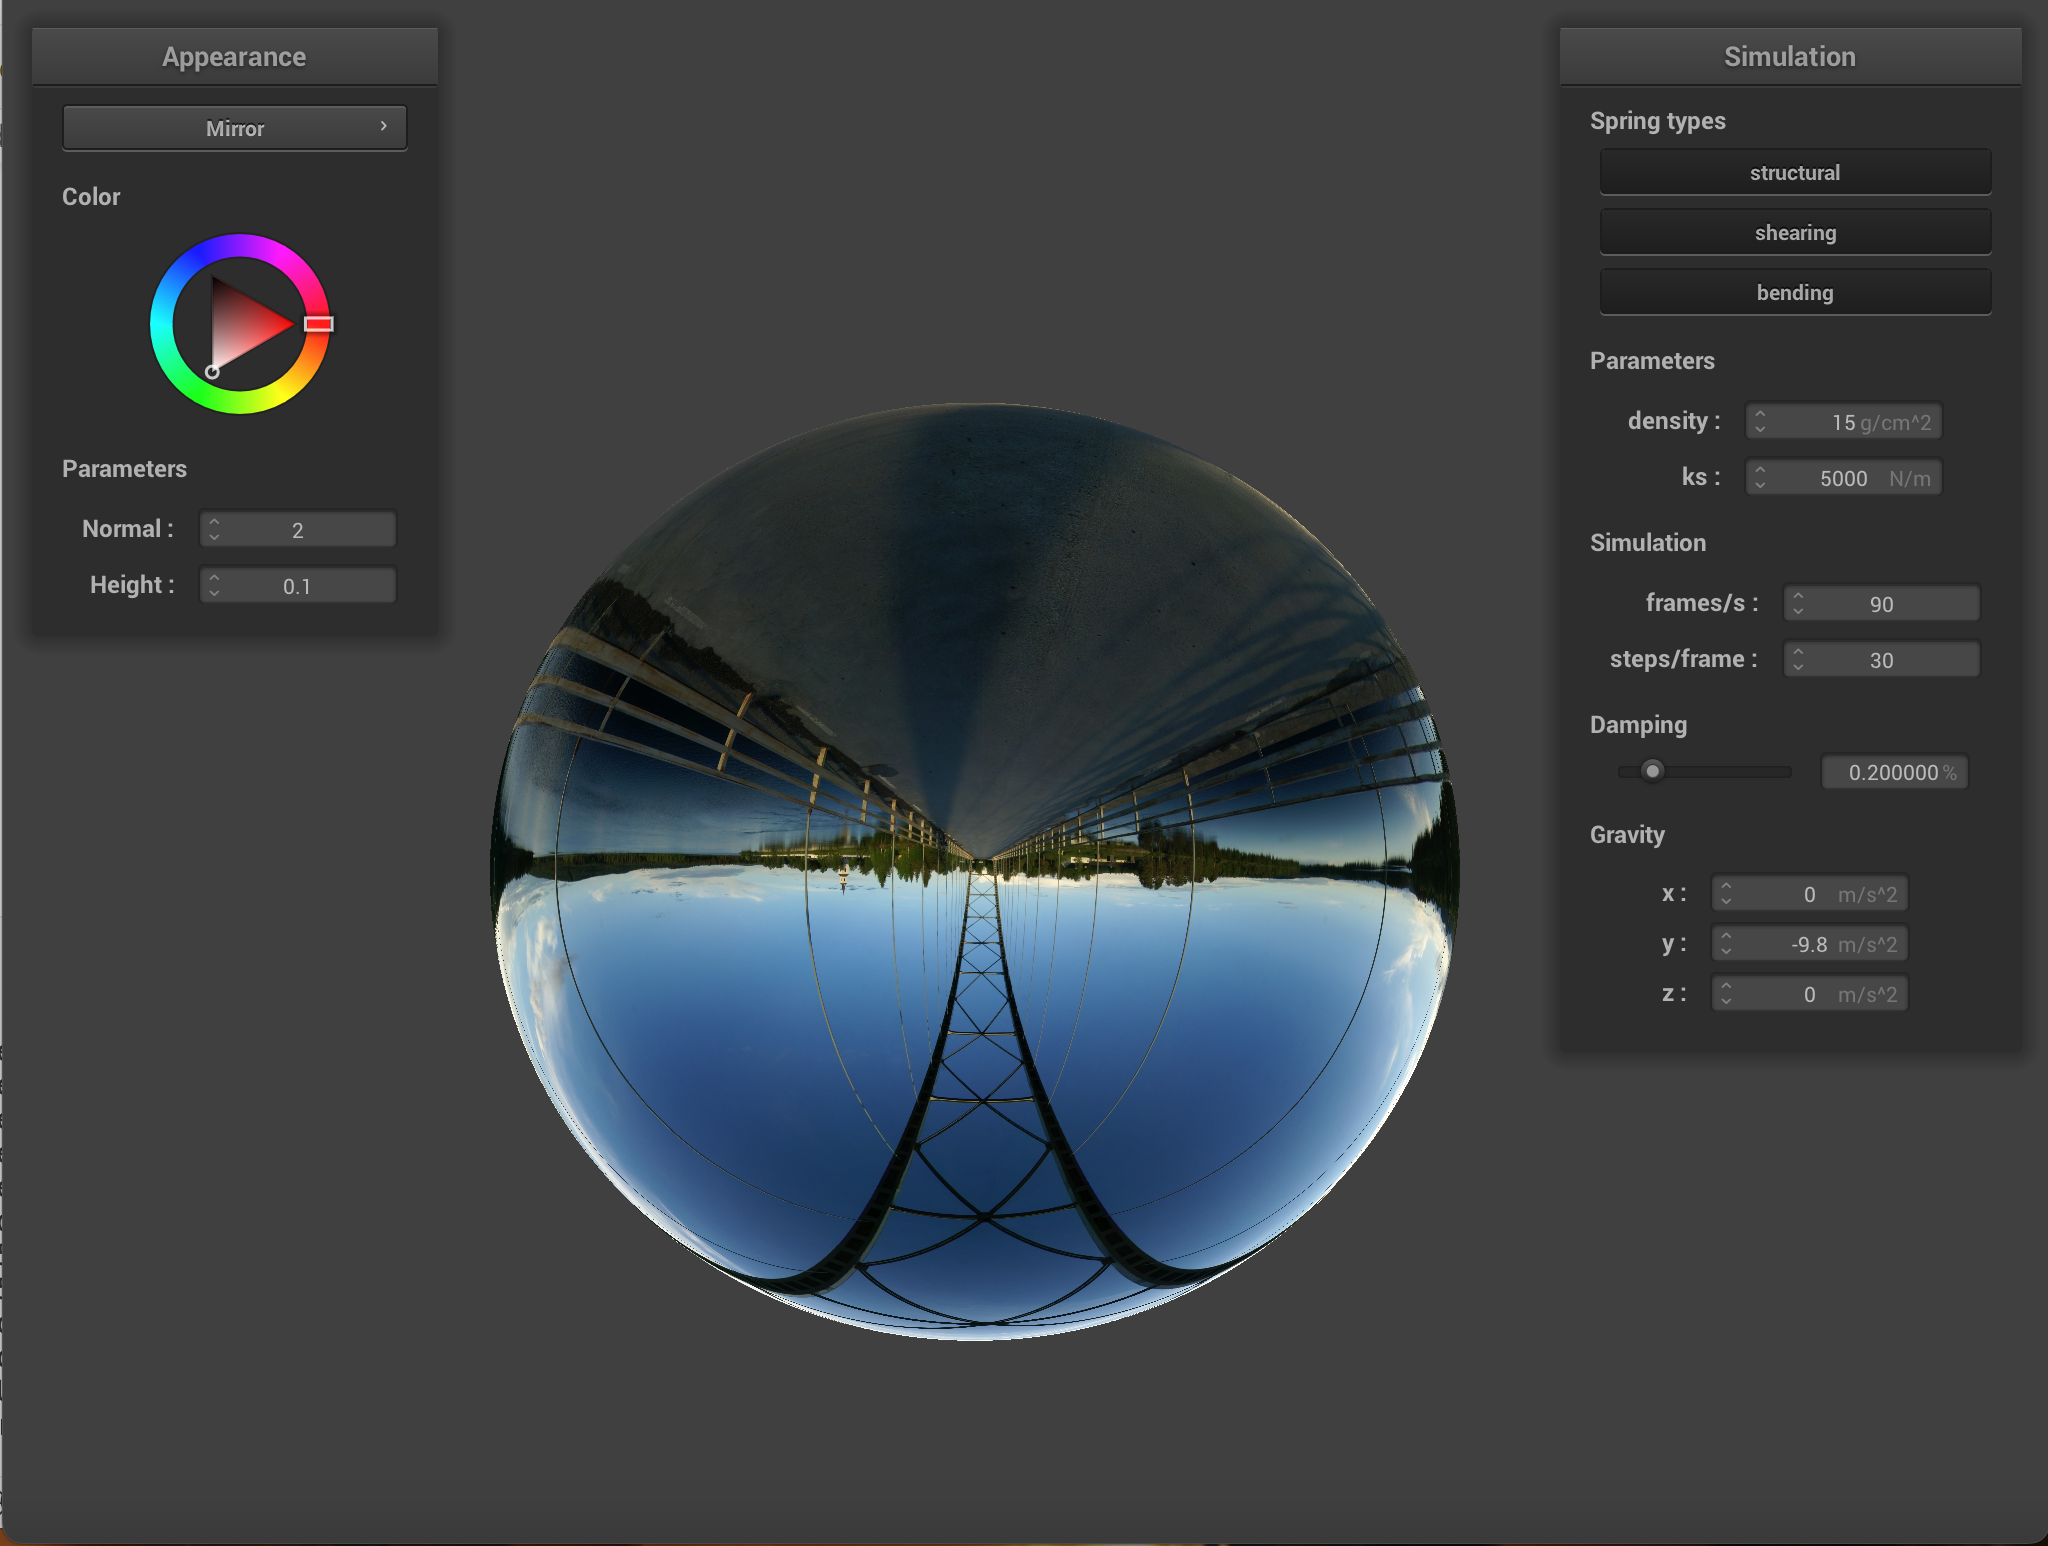 Appearance
Mirror
Color
Parameters
Normal : 2
Height : 0.1
Simulation
Spring types
structural
shearing
bending
Parameters
density : 15 g/cm^2
ks : 5000 N/m
Simulation
frames/s : 90
steps/frame : 30
Damping
0.200000 %
Gravity
x : 0 m/s^2
y : -9.8 m/s^2
z : 0 m/s^2